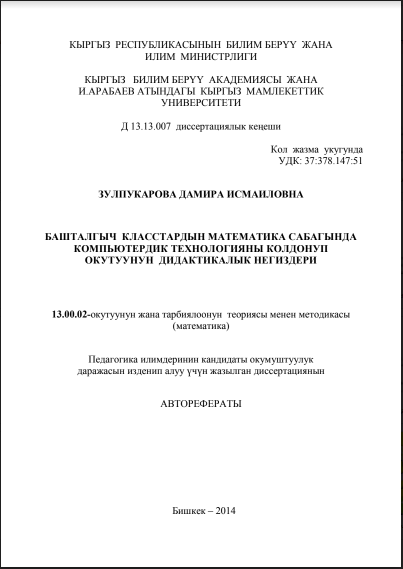 КЫРГЫЗ РЕСПУБЛИКАСЫНЫН БИЛИМ БЕРҮҮ ЖАНА
ИЛИМ МИНИСТРЛИГИ
КЫРГЫЗ БИЛИМ БЕРҮҮ АКАДЕМИЯСЫ ЖАНА
И.АРАБАЕВ АТЫНДАГЫ КЫРГЫЗ МАМЛЕКЕТТИК
УНИВЕРСИТЕТИ
Д 13.13.007 диссертациялык кеңеши
Кол жазма укугунда
УДК: 37:378.147:51
ЗУЛПУКАРОВА ДАМИРА ИСМАИЛОВНА
БАШТАЛГЫЧ КЛАССТАРДЫН МАТЕМАТИКА САБАГЫНДА
КОМПЬЮТЕРДИК ТЕХНОЛОГИЯНЫ КОЛДОНУП
ОКУТУУНУН ДИДАКТИКАЛЫК НЕГИЗДЕРИ
13.00.02-окутуунун жана тарбиялоонун теориясы менен методикасы
(математика)
Педагогика илимдеринин кандидаты окумуштуулук
даражасын изденип алуу үчүн жазылган диссертациянын
АВТОРЕФЕРАТЫ
Бишкек – 2014